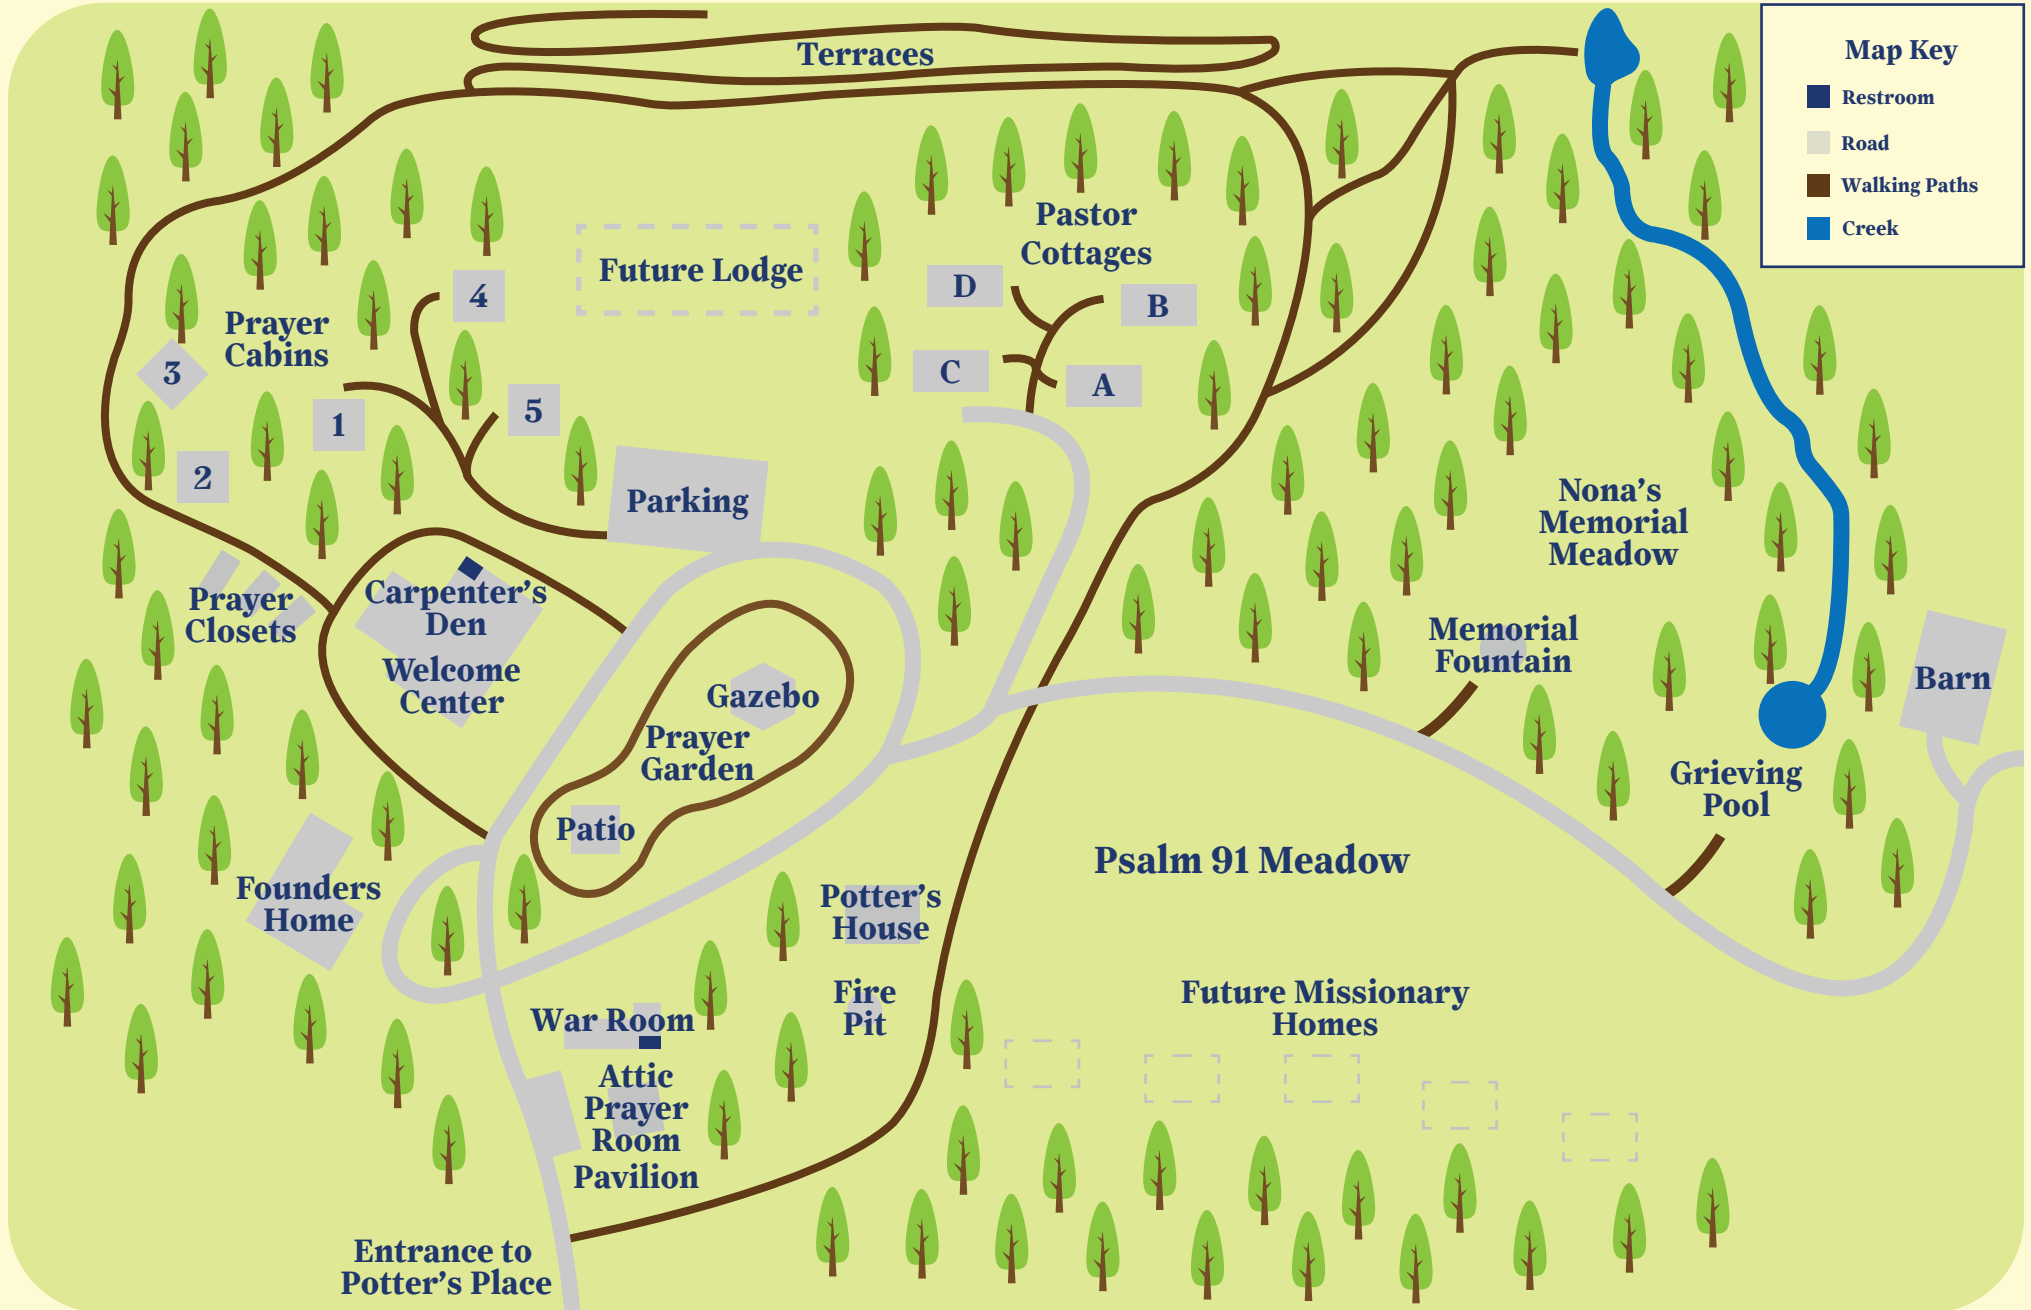 Terraces
Map Key
Restroom
Road
Walking Paths
Creek
Pastor
Cottages
Future Lodge
D
B
C
A
4
Prayer
Cabins
3
1
5
2
Parking
Nona's
Memorial
Meadow
Prayer
Closets
Carpenter's
Den
Welcome
Center
Gazebo
Prayer
Garden
Patio
Memorial
Fountain
Barn
Grieving
Pool
Psalm 91 Meadow
Founders
Home
Potter's
House
Fire
Pit
Future Missionary
Homes
War Room
Attic
Prayer
Room
Pavilion
Entrance to
Potter's Place